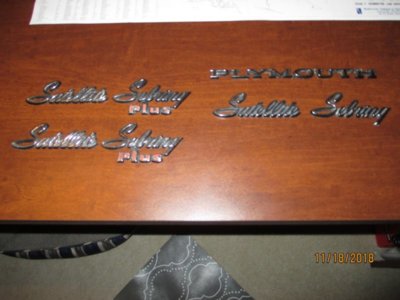 PLYMOUTH
Satellite Sebring
Plus
Satellite Sebring
Satellite Sebring
Plus
11/18/2018